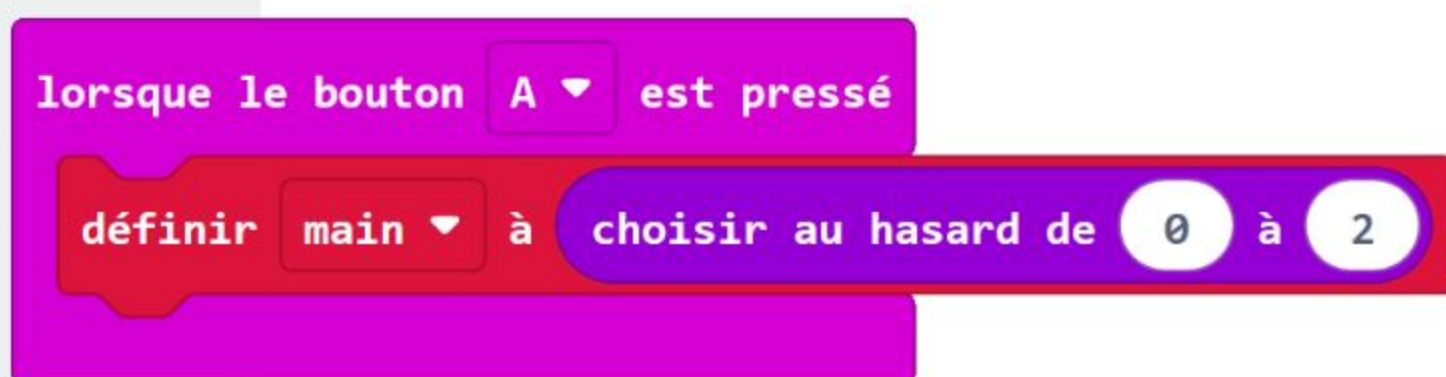 lorsque le bouton A est pressé
définir main à choisir au hasard de 0 à 2